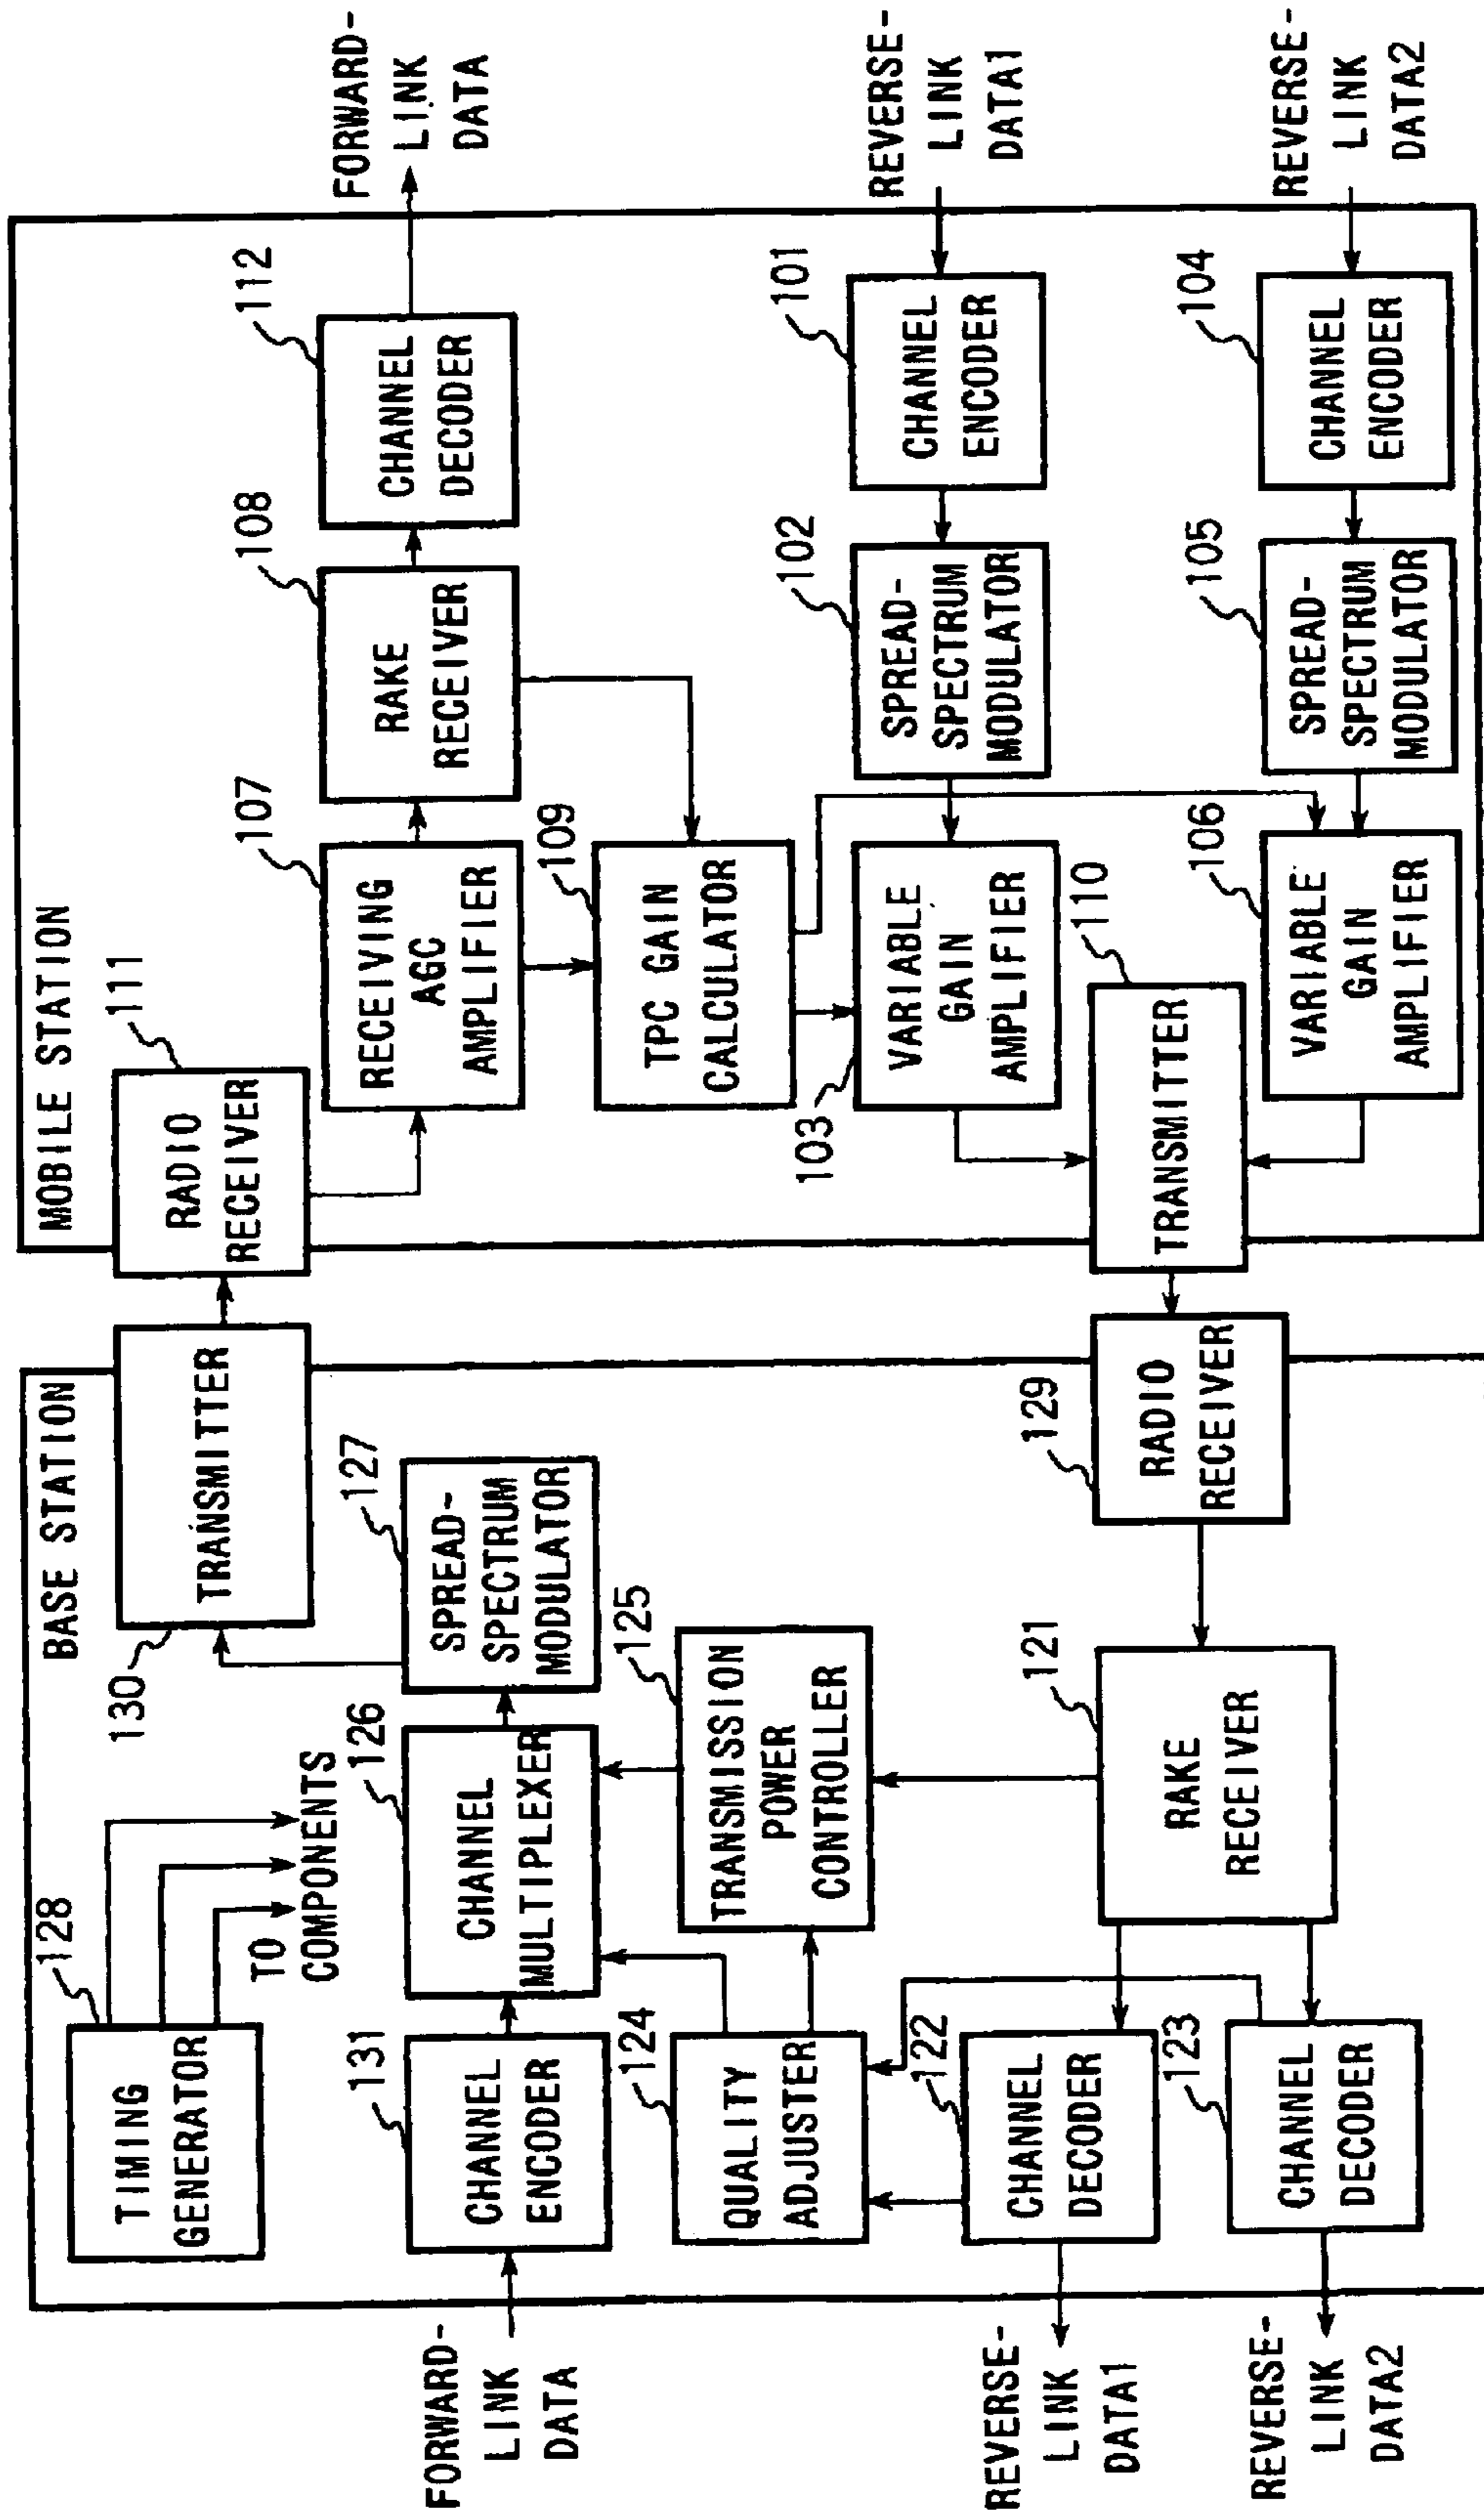 BASE STATION
128
TIMING
GENERATOR
TO
COMPONENTS
130
TRANSMITTER
FORWARD-
LINK
DATA
131
CHANNEL
ENCODER
126
CHANNEL
MULTIPLEXER
127
SPREAD-
SPECTRUM
MODULATOR
124
QUALITY
ADJUSTER
125
TRANSMISSION
POWER
CONTROLLER
REVERSE-
LINK
DATA1
122
CHANNEL
DECODER
REVERSE-
LINK
DATA2
123
CHANNEL
DECODER
121
RAKE
RECEIVER
129
RADIO
RECEIVER
MOBILE STATION
111
RADIO
RECEIVER
107
RECEIVING
AGC
AMPLIFIER
108
RAKE
RECEIVER
112
CHANNEL
DECODER
FORWARD-
LINK
DATA
109
TPC GAIN
CALCULATOR
103
VARIABLE
GAIN
AMPLIFIER
102
SPREAD-
SPECTRUM
MODULATOR
101
CHANNEL
ENCODER
REVERSE-
LINK
DATA1
110
TRANSMITTER
106
VARIABLE
GAIN
AMPLIFIER
105
SPREAD-
SPECTRUM
MODULATOR
104
CHANNEL
ENCODER
REVERSE-
LINK
DATA2